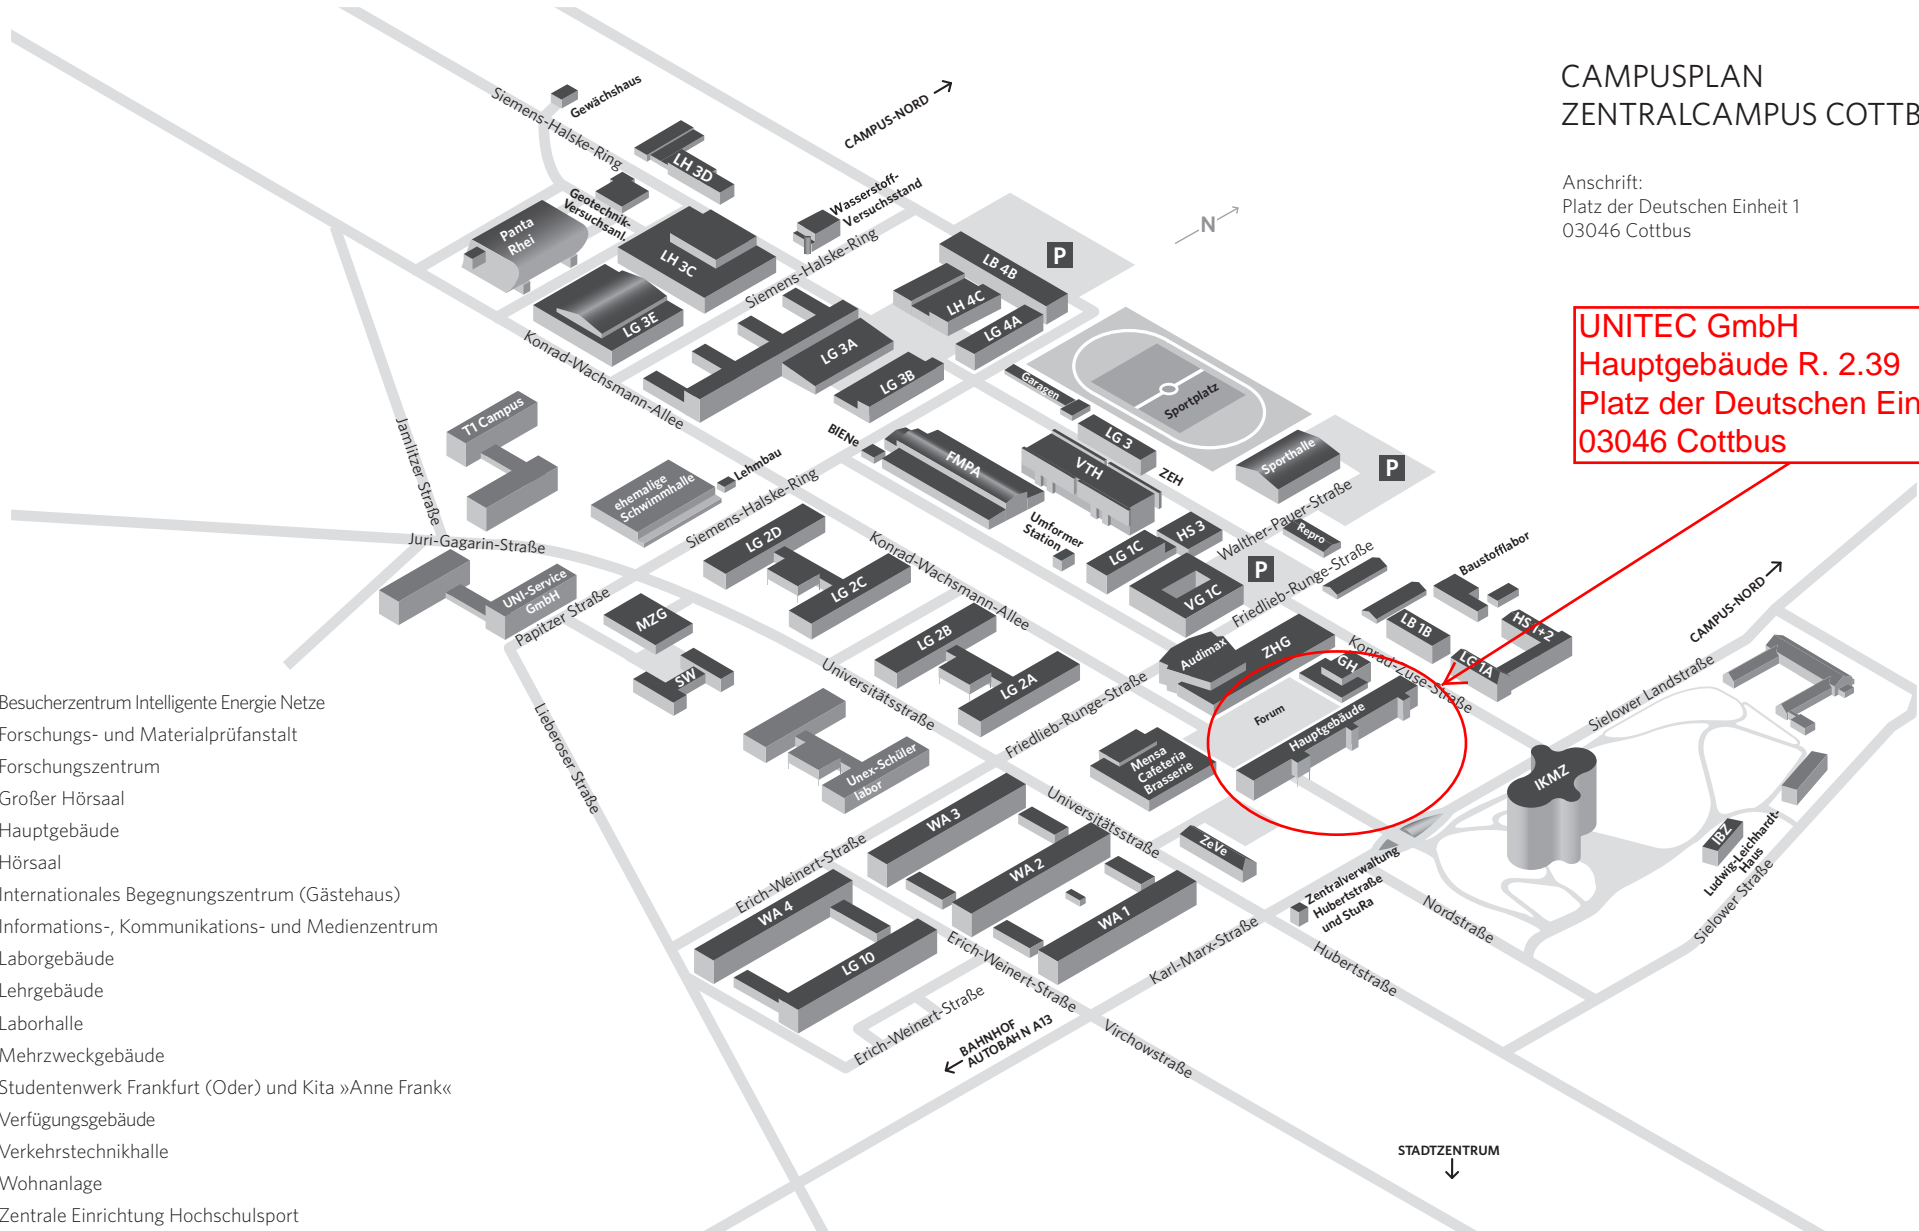 CAMPUSPLAN
ZENTRALCAMPUS COTTB
Anschrift:
Platz der Deutschen Einheit 1
03046 Cottbus
UNITEC GmbH
Hauptgebäude R. 2.39
Platz der Deutschen Ein
03046 Cottbus
Gewächshaus
Siemens-Halske-Ring
CAMPUS-NORD
LH 3D
Geotechnik-
Versuchsanl.
Wasserstoff-
Versuchsstand
Panta
Rhei
LH 3C
Siemens-Halske-Ring
N
P
LB 4B
LH 4C
LG 4A
LG 3E
LG 3A
LG 3B
Konrad-Wachsmann-Allee
Garagen
Sportplatz
T1 Campus
Jamlitzer Straße
BIENe
FMPA
LG 3
VTH
ZEH
Sporthalle
P
Lehmbau
ehemalige
Schwimmhalle
Siemens-Halske-Ring
Juri-Gagarin-Straße
Umformer
Station
Walther-Pauer-Straße
HS 3
Repro
LG 1C
LG 2D
LG 2C
Konrad-Wachsmann-Allee
VG 1C
P
Friedlieb-Runge-Straße
Baustofflabor
UNI-Service
GmbH
Papitzer Straße
MZG
SW
LG 2B
LG 2A
Audimax
ZHG
GH
LB 1B
LG 1A
HS 1+2
Konrad-Zuse-Straße
CAMPUS-NORD
Sielower Landstraße
Universitätsstraße
Friedlieb-Runge-Straße
Forum
Hauptgebäude
Lieberoser Straße
Unex-Schüler
labor
Mensa
Cafeteria
Brasserie
IKMZ
Universitätsstraße
WA 3
WA 2
ZeVe
IBZ
Ludwig-Leichhardt-
Haus
Sielower Straße
Erich-Weinert-Straße
WA 4
WA 1
Zentralverwaltung
Hubertstraße
und StuRa
Nordstraße
LG 10
Erich-Weinert-Straße
Karl-Marx-Straße
Hubertstraße
Erich-Weinert-Straße
BAHNHOF
AUTOBAHN A13
Virchowstraße
STADTZENTRUM
Besucherzentrum Intelligente Energie Netze
Forschungs- und Materialprüfanstalt
Forschungszentrum
Großer Hörsaal
Hauptgebäude
Hörsaal
Internationales Begegnungszentrum (Gästehaus)
Informations-, Kommunikations- und Medienzentrum
Laborgebäude
Lehrgebäude
Laborhalle
Mehrzweckgebäude
Studentenwerk Frankfurt (Oder) und Kita »Anne Frank«
Verfügungsgebäude
Verkehrstechnikhalle
Wohnanlage
Zentrale Einrichtung Hochschulsport